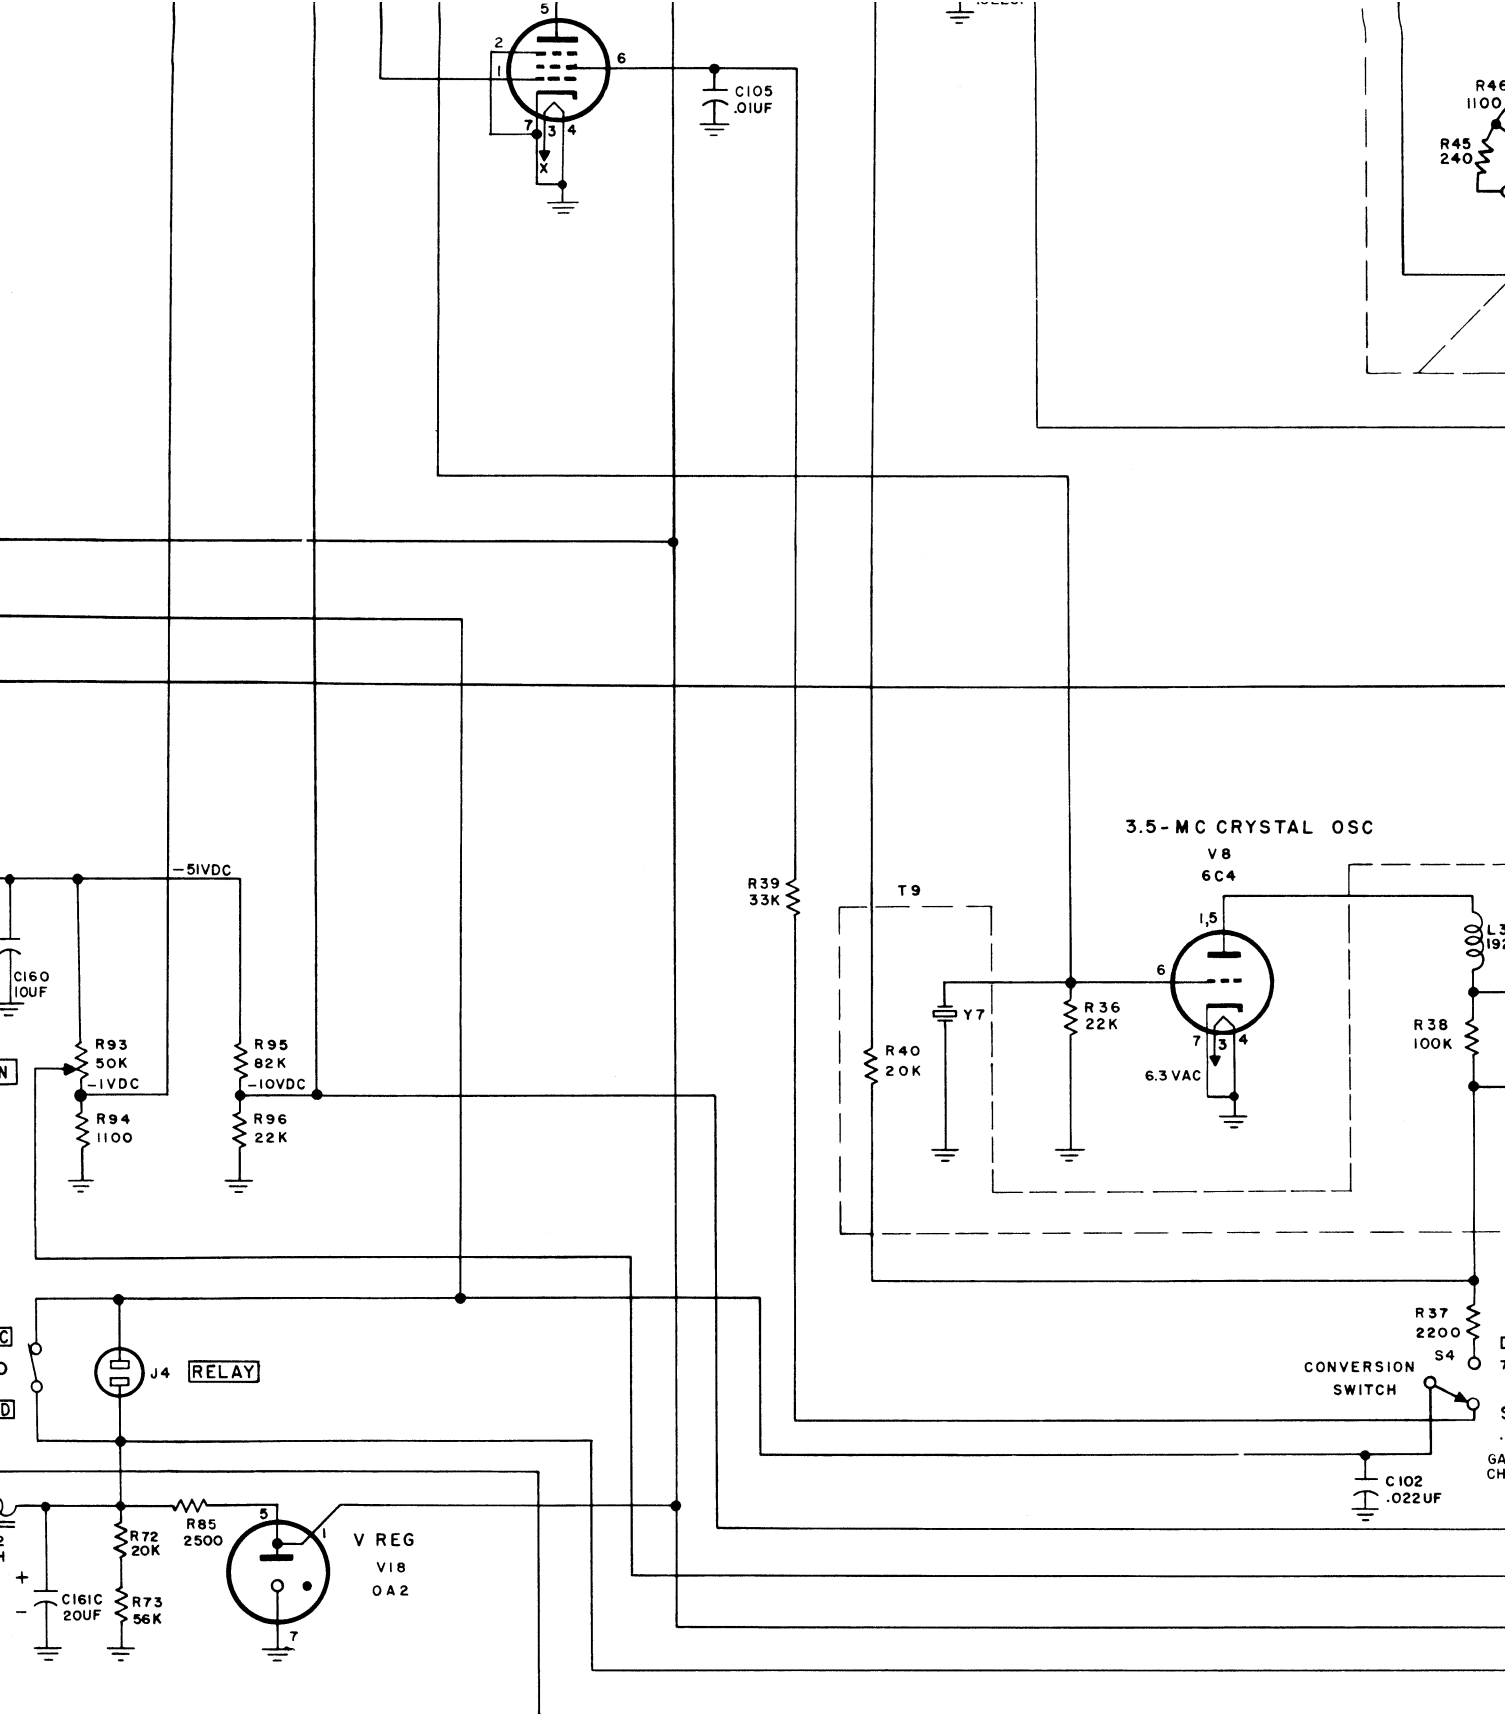 5
2
1
6
7
3
4
X
C105
.01UF
R46
1100
R45
240
3.5-MC CRYSTAL OSC
V8
6C4
1,5
6
7
3
4
6.3 VAC
T9
Y7
R36
22K
R39
33K
R40
20K
R38
100K
-51VDC
C160
10UF
R93
50K
-1VDC
R94
1100
R95
82K
-10VDC
R96
22K
N
C
D
J4
RELAY
R37
2200
S4
CONVERSION
SWITCH
C102
.022UF
R85
2500
5
1
7
V REG
V18
OA2
R72
20K
R73
56K
+
-
C161C
20UF